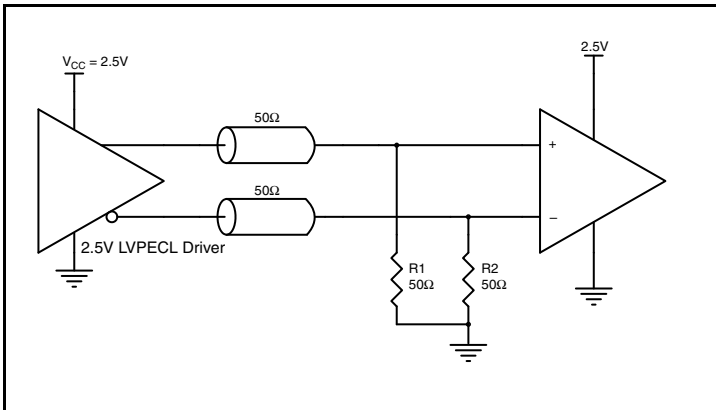 V_CC = 2.5V
2.5V
50Ω
50Ω
+
−
2.5V LVPECL Driver
R1
50Ω
R2
50Ω